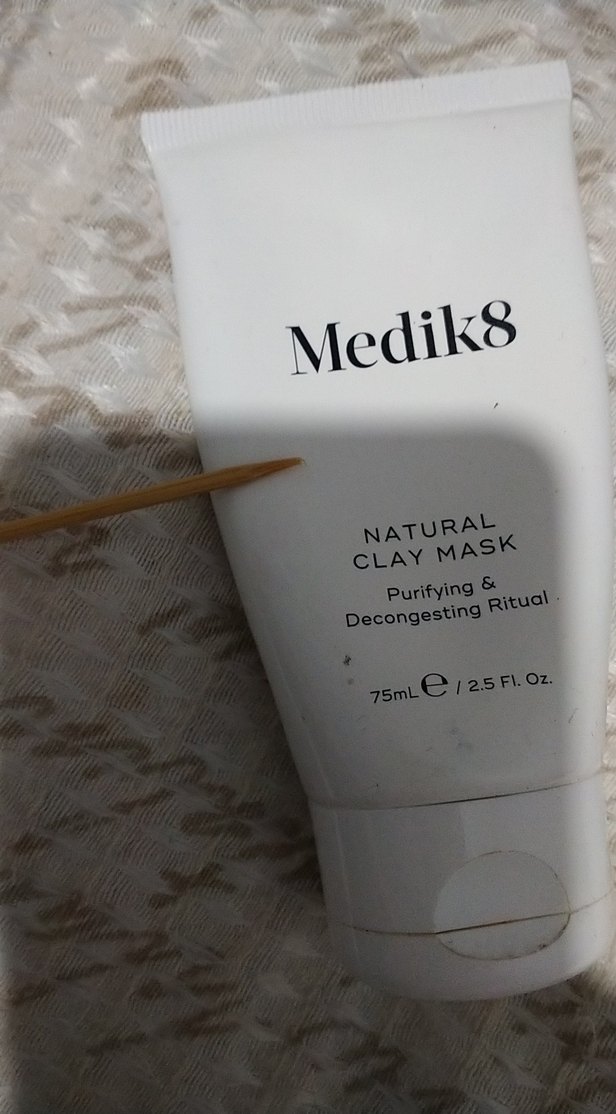 Medik8
NATURAL
CLAY MASK
Purifying &
Decongesting Ritual
75mL ℮ / 2.5 Fl. Oz.